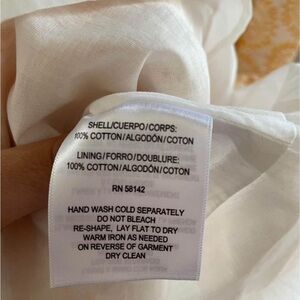 SHELL/CUERPO/CORPS:
100% COTTON/ALGODÓN/COTON
LINING/FORRO/DOUBLURE:
100% COTTON/ALGODÓN/COTON
RN 58142
HAND WASH COLD SEPARATELY
DO NOT BLEACH
RE-SHAPE, LAY FLAT TO DRY
WARM IRON AS NEEDED
ON REVERSE OF GARMENT
DRY CLEAN